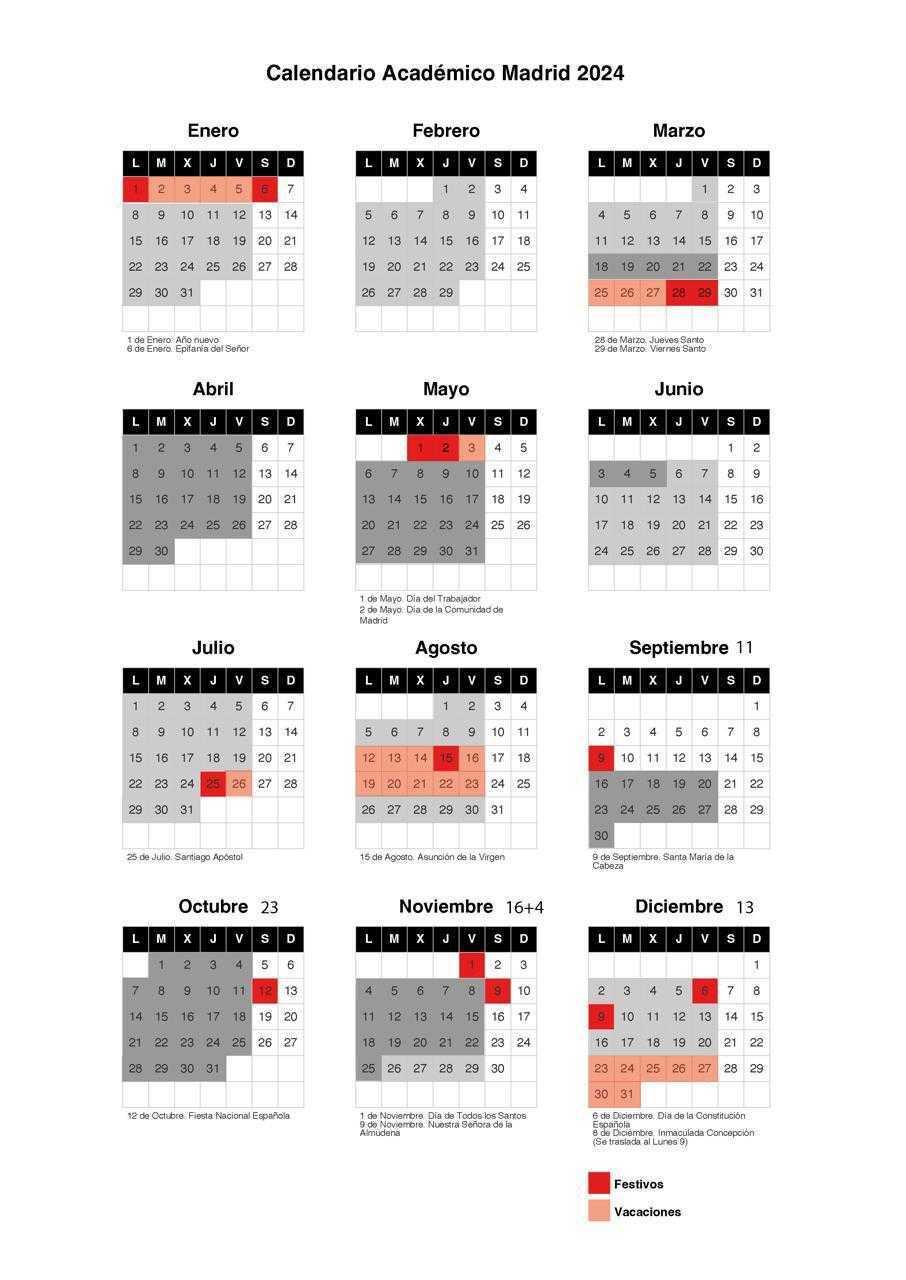 Calendario Académico Madrid 2024
Enero Febrero Marzo
L M X J V S D L M X J V S D L M X J V S D
1 2 3 4 5 6 7 1 2 3 4 1 2 3
8 9 10 11 12 13 14 5 6 7 8 9 10 11 4 5 6 7 8 9 10
15 16 17 18 19 20 21 12 13 14 15 16 17 18 11 12 13 14 15 16 17
22 23 24 25 26 27 28 19 20 21 22 23 24 25 18 19 20 21 22 23 24
29 30 31 26 27 28 29 25 26 27 28 29 30 31
1 de Enero. Año nuevo
6 de Enero. Epifanía del Señor
28 de Marzo. Jueves Santo
29 de Marzo. Viernes Santo
Abril Mayo Junio
L M X J V S D L M X J V S D L M X J V S D
1 2 3 4 5 6 7 1 2 3 4 5 1 2
8 9 10 11 12 13 14 6 7 8 9 10 11 12 3 4 5 6 7 8 9
15 16 17 18 19 20 21 13 14 15 16 17 18 19 10 11 12 13 14 15 16
22 23 24 25 26 27 28 20 21 22 23 24 25 26 17 18 19 20 21 22 23
29 30 27 28 29 30 31 24 25 26 27 28 29 30
1 de Mayo. Día del Trabajador
2 de Mayo. Día de la Comunidad de
Madrid
Julio Agosto Septiembre 11
L M X J V S D L M X J V S D L M X J V S D
1 2 3 4 5 6 7 1 2 3 4 1
8 9 10 11 12 13 14 5 6 7 8 9 10 11 2 3 4 5 6 7 8
15 16 17 18 19 20 21 12 13 14 15 16 17 18 9 10 11 12 13 14 15
22 23 24 25 26 27 28 19 20 21 22 23 24 25 16 17 18 19 20 21 22
29 30 31 26 27 28 29 30 31 23 24 25 26 27 28 29
30
25 de Julio. Santiago Apóstol
15 de Agosto. Asunción de la Virgen
9 de Septiembre. Santa María de la
Cabeza
Octubre 23 Noviembre 16+4 Diciembre 13
L M X J V S D L M X J V S D L M X J V S D
1 2 3 4 5 6 1 2 3 1
7 8 9 10 11 12 13 4 5 6 7 8 9 10 2 3 4 5 6 7 8
14 15 16 17 18 19 20 11 12 13 14 15 16 17 9 10 11 12 13 14 15
21 22 23 24 25 26 27 18 19 20 21 22 23 24 16 17 18 19 20 21 22
28 29 30 31 25 26 27 28 29 30 23 24 25 26 27 28 29
30 31
12 de Octubre. Fiesta Nacional Española
1 de Noviembre. Día de Todos los Santos
9 de Noviembre. Nuestra Señora de la
Almudena
6 de Diciembre. Día de la Constitución
Española
8 de Diciembre. Inmaculada Concepción
(Se traslada al Lunes 9)
Festivos
Vacaciones